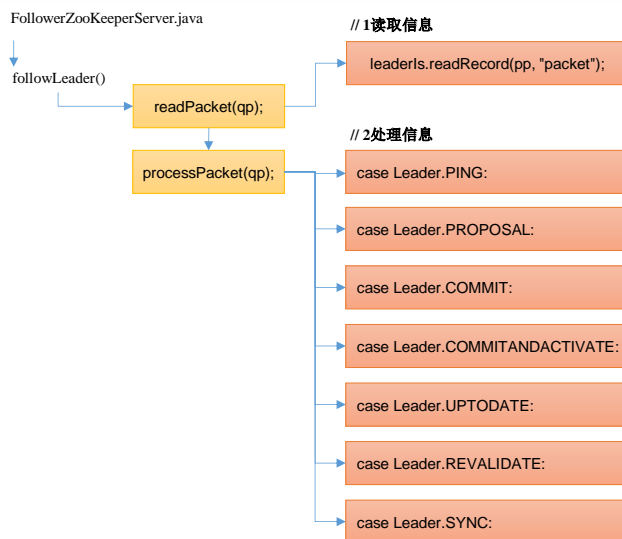 FollowerZooKeeperServer.java
// 1读取信息
followLeader()
leaderIs.readRecord(pp, "packet");
readPacket(qp);
// 2处理信息
processPacket(qp);
case Leader.PING:
case Leader.PROPOSAL:
case Leader.COMMIT:
case Leader.COMMITANDACTIVATE:
case Leader.UPTODATE:
case Leader.REVALIDATE:
case Leader.SYNC: